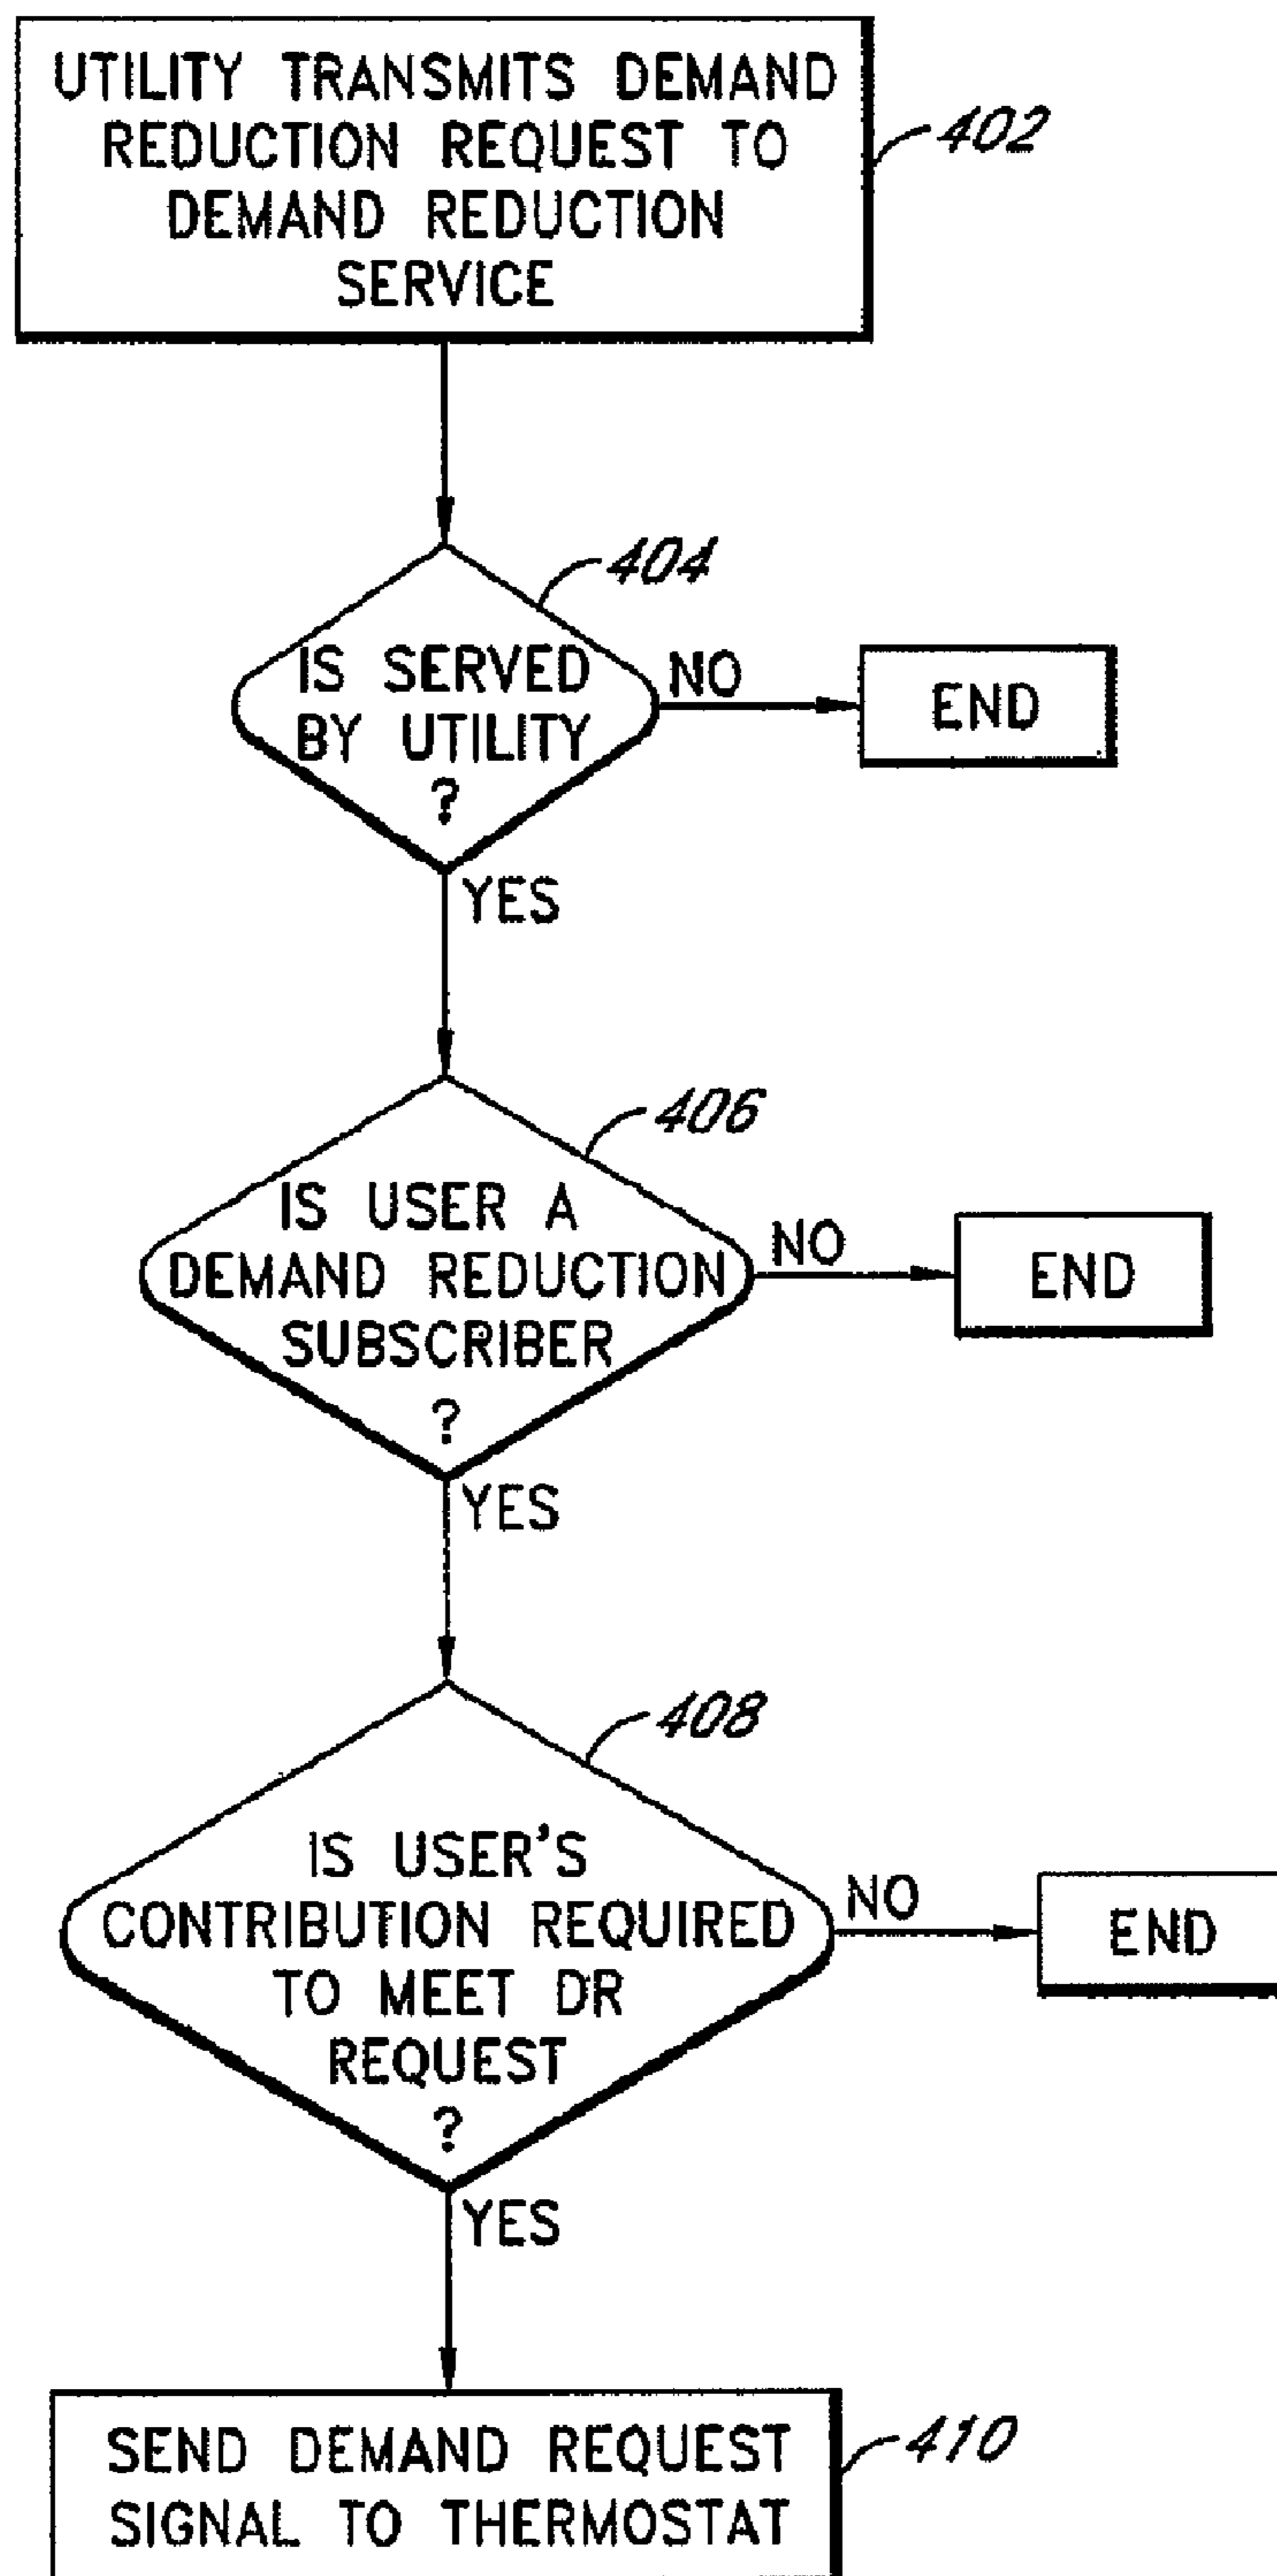 UTILITY TRANSMITS DEMAND
REDUCTION REQUEST TO
DEMAND REDUCTION
SERVICE
402
404
IS SERVED
BY UTILITY
?
NO
END
YES
406
IS USER A
DEMAND REDUCTION
SUBSCRIBER
?
NO
END
YES
408
IS USER'S
CONTRIBUTION REQUIRED
TO MEET DR
REQUEST
?
NO
END
YES
SEND DEMAND REQUEST
SIGNAL TO THERMOSTAT
410